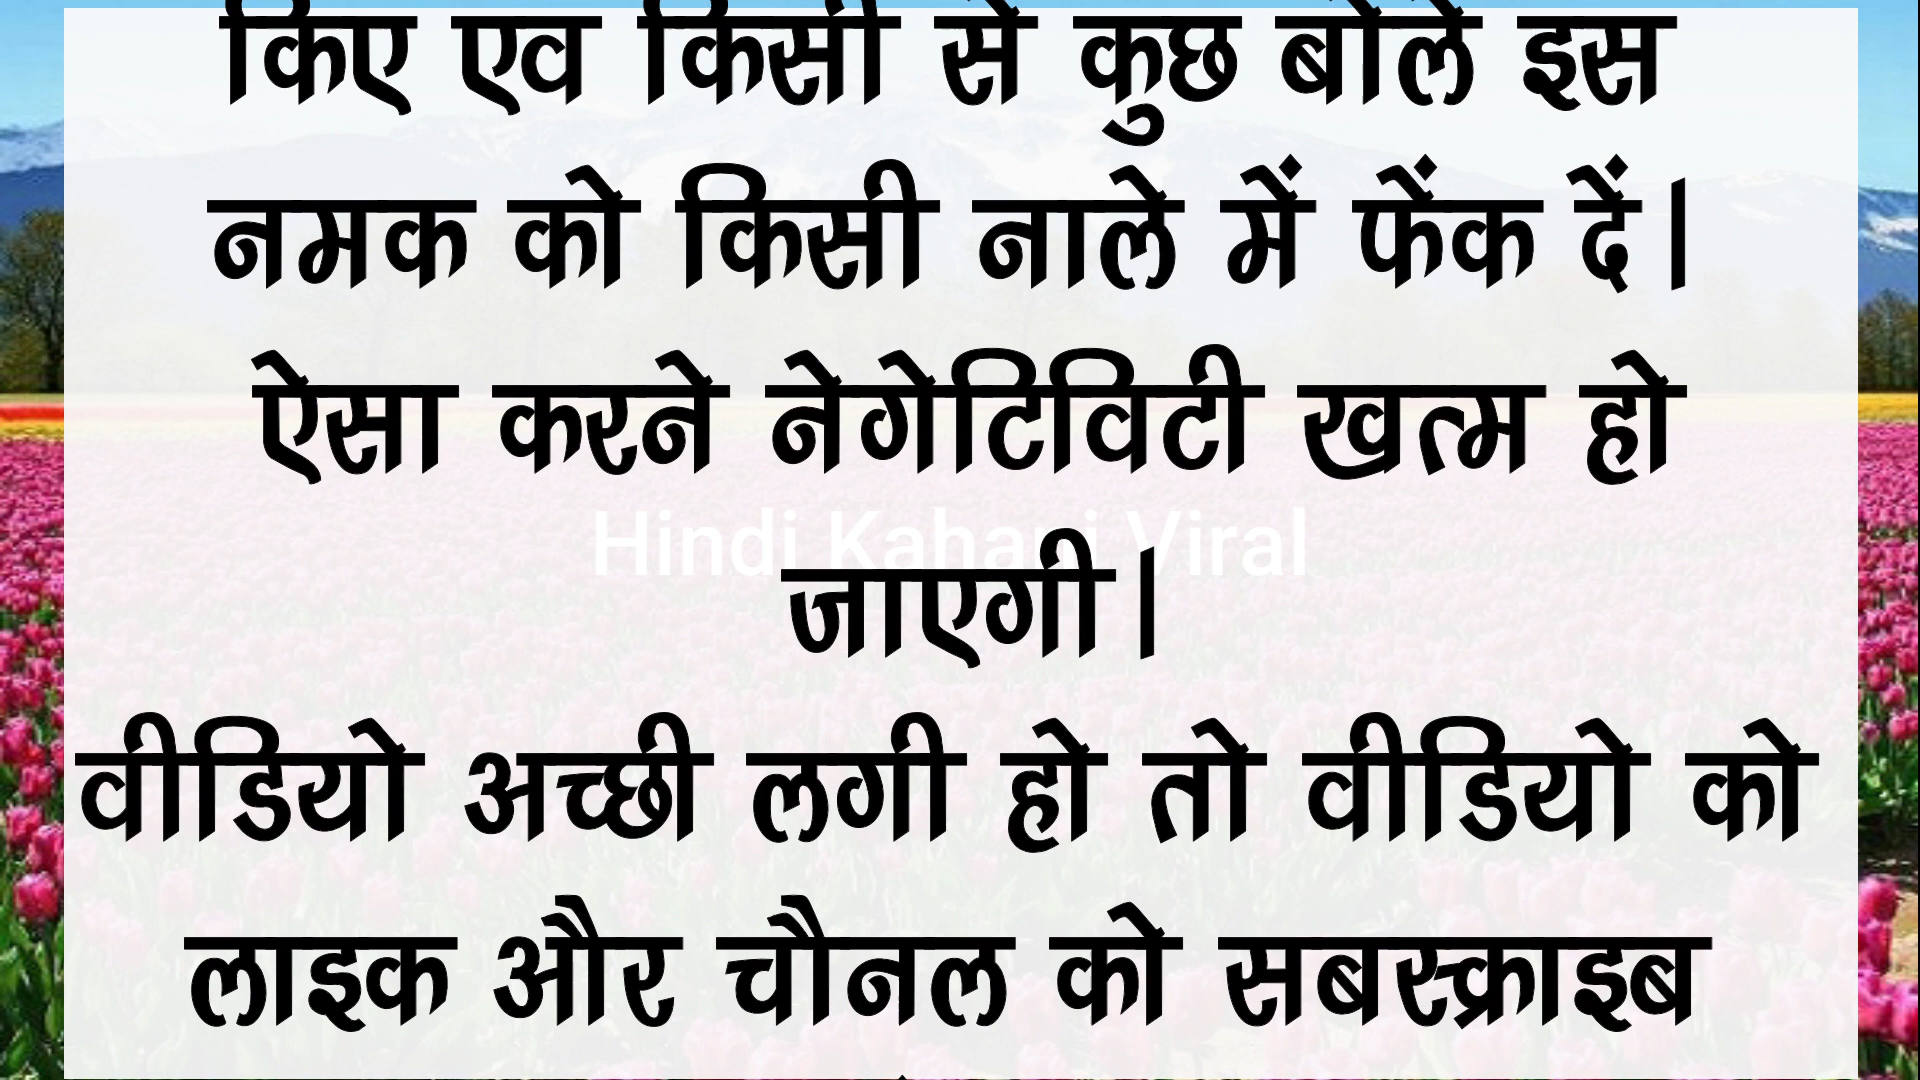 किए एव किसी से कुछ बोले इस
नमक को किसी नाले में फेंक दें।
ऐसा करने नेगेटिविटी खत्म हो
Hindi Kahani Viral
जाएगी।
वीडियो अच्छी लगी हो तो वीडियो को
लाइक और चौनल को सबस्क्राइब